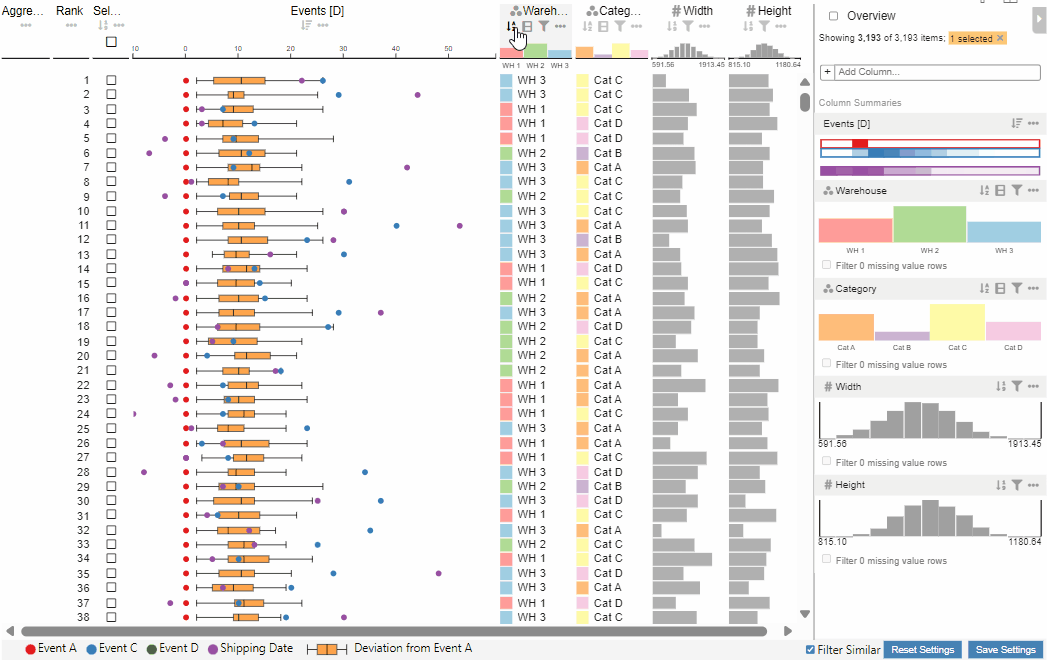 Aggre... Rank Sel... Events [D] Wareh... Categ... # Width # Height
10 0 10 20 30 40 50
WH 1 WH 2 WH 3 591.56 1913.45 815.10 1180.64
1 WH 3 Cat C
2 WH 3 Cat C
3 WH 1 Cat C
4 WH 1 Cat D
5 WH 1 Cat D
6 WH 2 Cat B
7 WH 3 Cat A
8 WH 3 Cat C
9 WH 2 Cat C
10 WH 3 Cat C
11 WH 3 Cat A
12 WH 3 Cat B
13 WH 3 Cat A
14 WH 1 Cat D
15 WH 1 Cat C
16 WH 2 Cat A
17 WH 3 Cat A
18 WH 2 Cat D
19 WH 2 Cat C
20 WH 2 Cat A
21 WH 2 Cat A
22 WH 1 Cat A
23 WH 1 Cat A
24 WH 1 Cat C
25 WH 3 Cat A
26 WH 1 Cat A
27 WH 1 Cat C
28 WH 3 Cat D
29 WH 2 Cat B
30 WH 3 Cat D
31 WH 1 Cat C
32 WH 3 Cat A
33 WH 2 Cat C
34 WH 1 Cat C
35 WH 3 Cat D
36 WH 3 Cat A
37 WH 1 Cat D
38 WH 3 Cat C
Event A Event C Event D Shipping Date Deviation from Event A
Overview
Showing 3,193 of 3,193 items; 1 selected ×
+ Add Column...
Column Summaries
Events [D]
Warehouse
WH 1 WH 2 WH 3
Filter 0 missing value rows
Category
Cat A Cat B Cat C Cat D
Filter 0 missing value rows
# Width
591.56 1913.45
Filter 0 missing value rows
# Height
815.10 1180.64
Filter 0 missing value rows
Filter Similar Reset Settings Save Settings